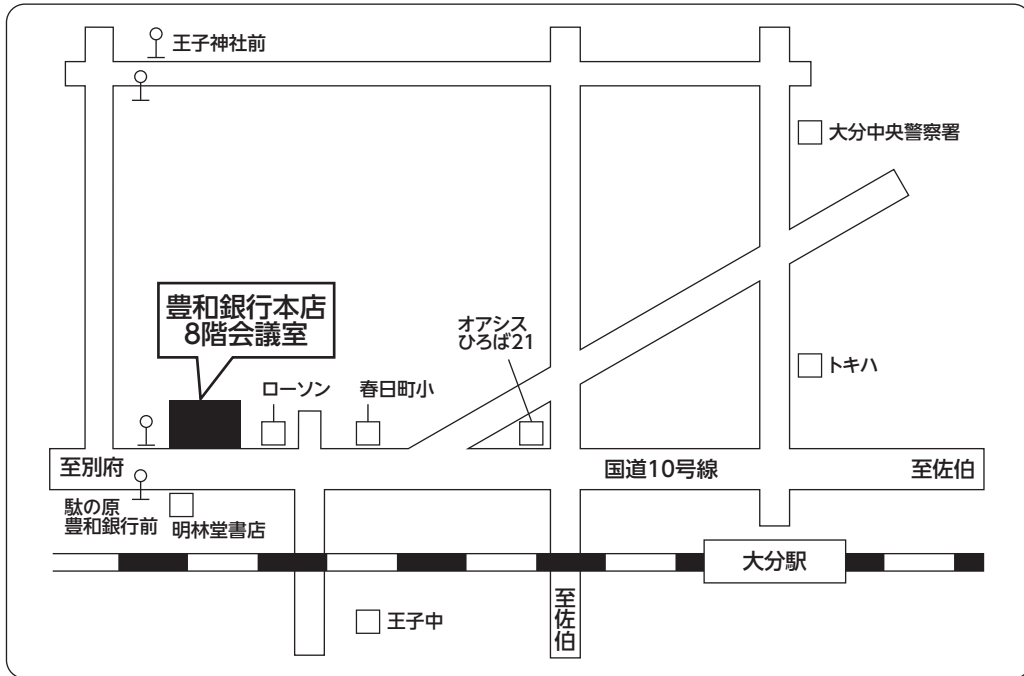 王子神社前
大分中央警察署
豊和銀行本店
8階会議室
オアシス
ひろば21
トキハ
ローソン
春日町小
至別府
国道10号線
至佐伯
駄の原
豊和銀行前
明林堂書店
大分駅
王子中
至佐伯